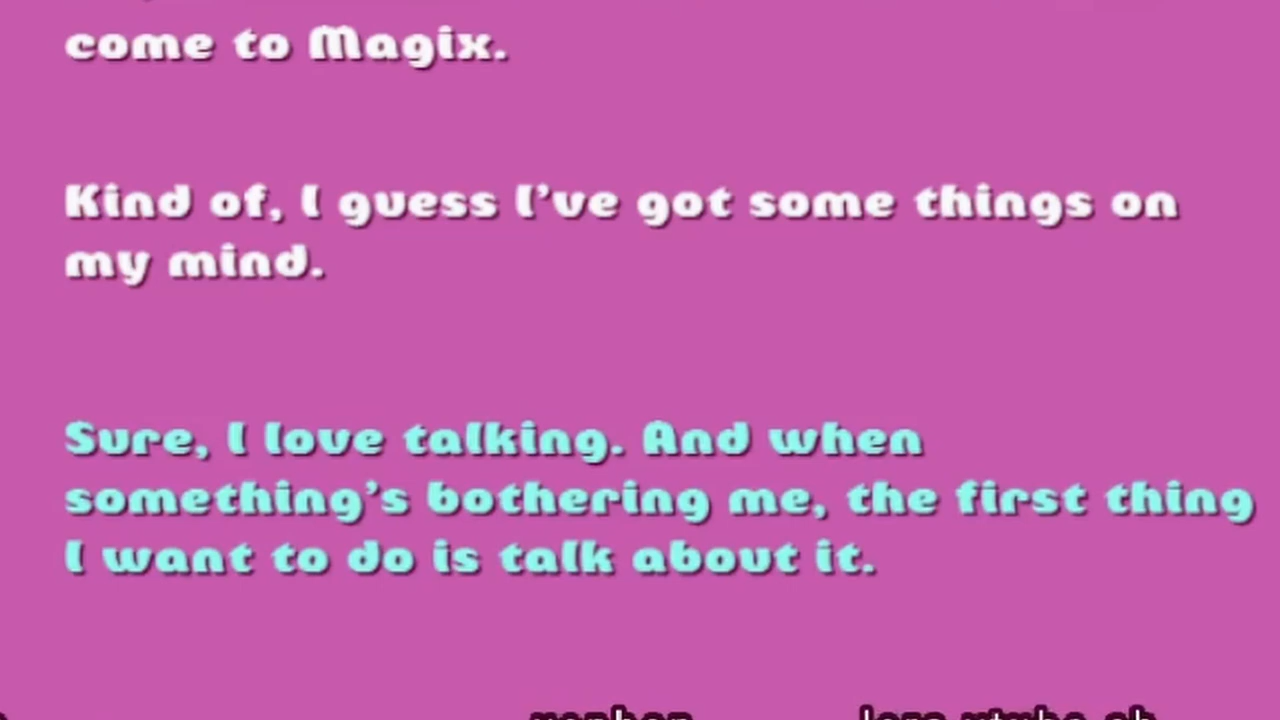 come to Magix.
Kind of, I guess I've got some things on
my mind.
Sure, I love talking. And when
something's bothering me, the first thing
I want to do is talk about it.